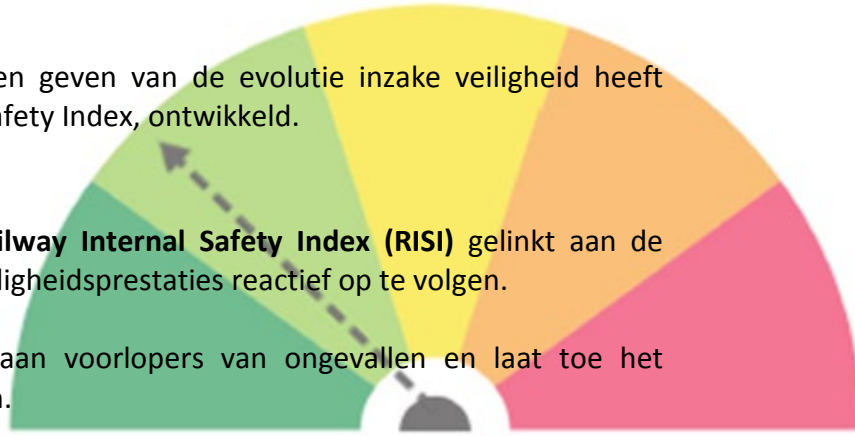 en geven van de evolutie inzake veiligheid heeft
afety Index, ontwikkeld.
ilway Internal Safety Index (RISI) gelinkt aan de
ligheidsprestaties reactief op te volgen.
aan voorlopers van ongevallen en laat toe het